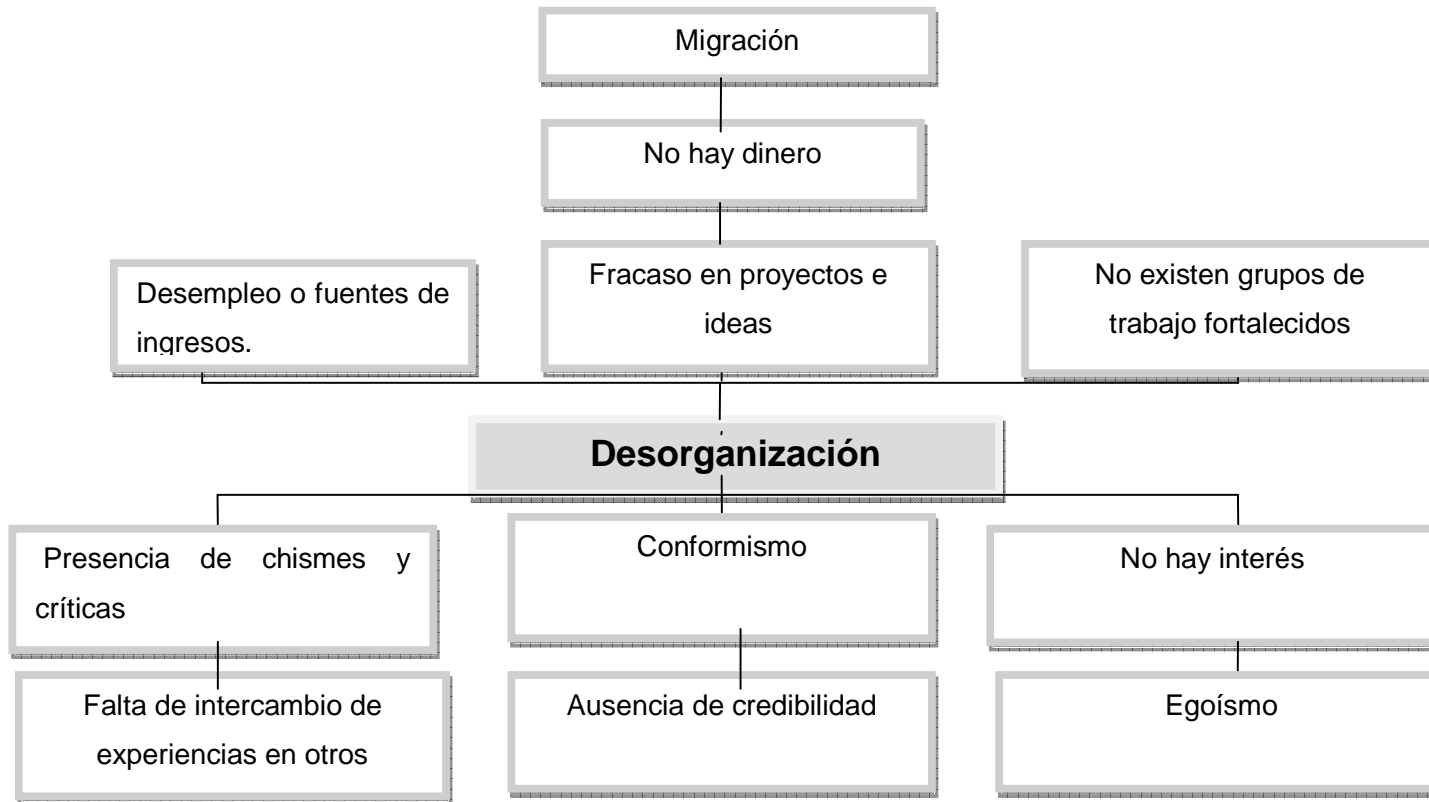 Migración
No hay dinero
Desempleo o fuentes de
ingresos.
Fracaso en proyectos e
ideas
No existen grupos de
trabajo fortalecidos
Desorganización
Presencia de chismes y
críticas
Conformismo
No hay interés
Falta de intercambio de
experiencias en otros
Ausencia de credibilidad
Egoísmo